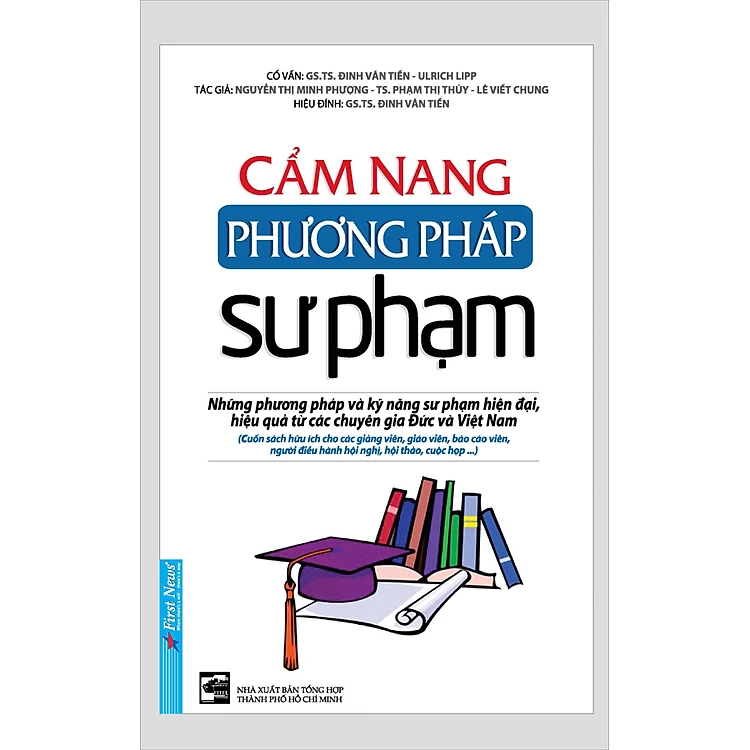 CỐ VẤN: GS.TS. ĐINH VĂN TIẾN - ULRICH LIPP
TÁC GIẢ: NGUYỄN THỊ MINH PHƯỢNG - TS. PHẠM THỊ THÚY - LÊ VIẾT CHUNG
HIỆU ĐÍNH: GS.TS. ĐINH VĂN TIẾN
CẨM NANG
PHƯƠNG PHÁP
sư phạm
Những phương pháp và kỹ năng sư phạm hiện đại,
hiệu quả từ các chuyên gia Đức và Việt Nam
(Cuốn sách hữu ích cho các giảng viên, giáo viên, báo cáo viên,
người điều hành hội nghị, hội thảo, cuộc họp ...)
First News
NHÀ XUẤT BẢN TỔNG HỢP
THÀNH PHỐ HỒ CHÍ MINH